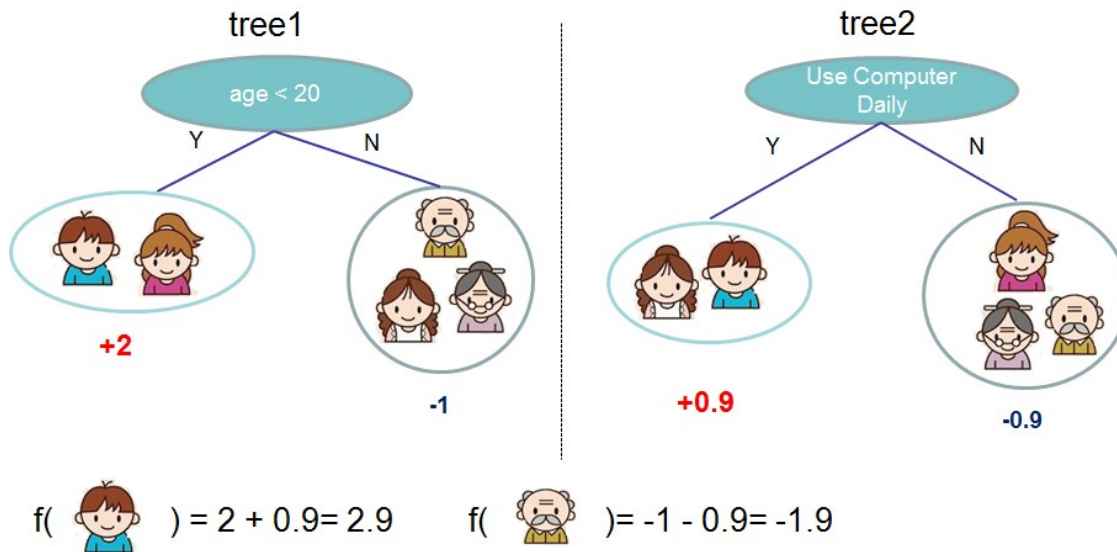 tree1
age < 20
Y
N
+2
-1
tree2
Use Computer
Daily
Y
N
+0.9
-0.9
f( ) = 2 + 0.9= 2.9
f( )= -1 - 0.9= -1.9